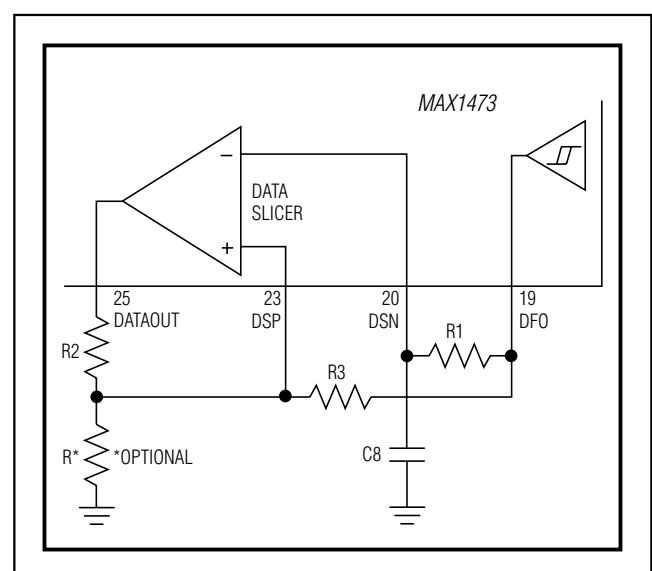 MAX1473
−
DATA
SLICER
+
25
DATAOUT
23
DSP
20
DSN
19
DFO
R1
R2
R3
R*
*OPTIONAL
C8